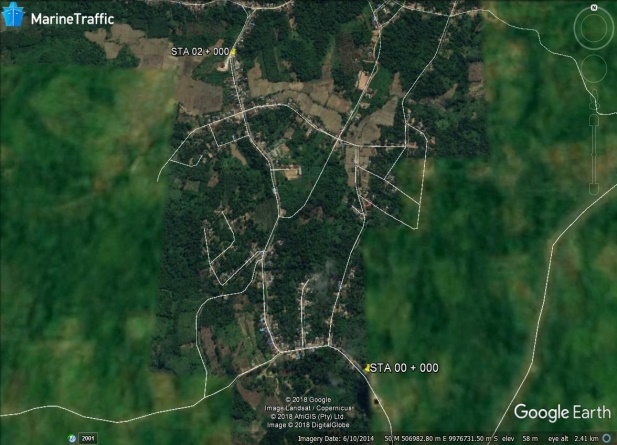 MarineTraffic
N
STA 02 + 000
STA 00 + 000
© 2018 Google
Image Landsat / Copernicus
© 2018 AfriGIS (Pty) Ltd.
Image © 2018 DigitalGlobe
Google Earth
2001
Imagery Date: 6/10/2014 50 M 506982.80 m E 9976731.50 m S elev 58 m eye alt 2.41 km